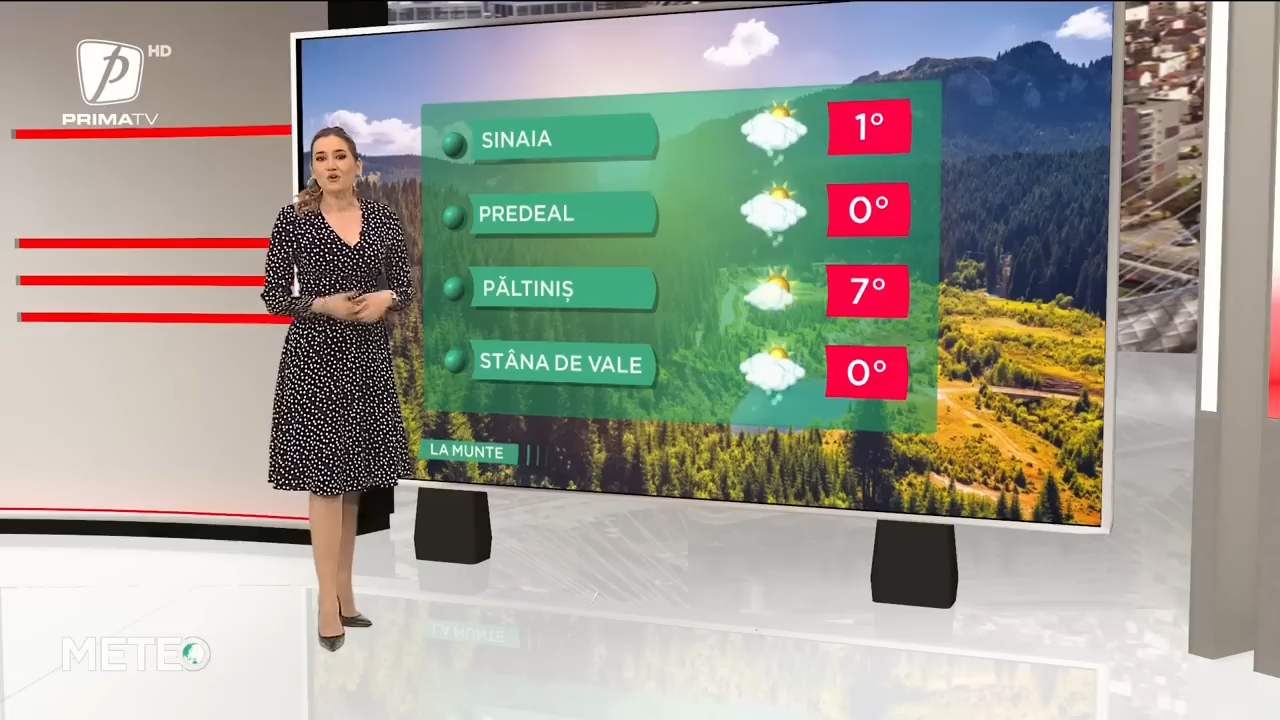 HD
PRIMATV
SINAIA 1°
PREDEAL 0°
PĂLTINIȘ 7°
STÂNA DE VALE 0°
LA MUNTE
METEO